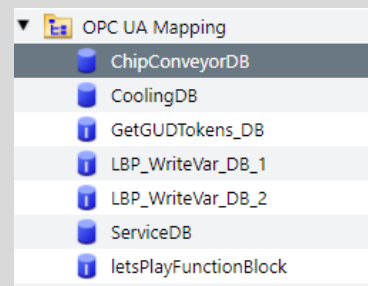 OPC UA Mapping
ChipConveyorDB
CoolingDB
GetGUDTokens_DB
LBP_WriteVar_DB_1
LBP_WriteVar_DB_2
ServiceDB
letsPlayFunctionBlock